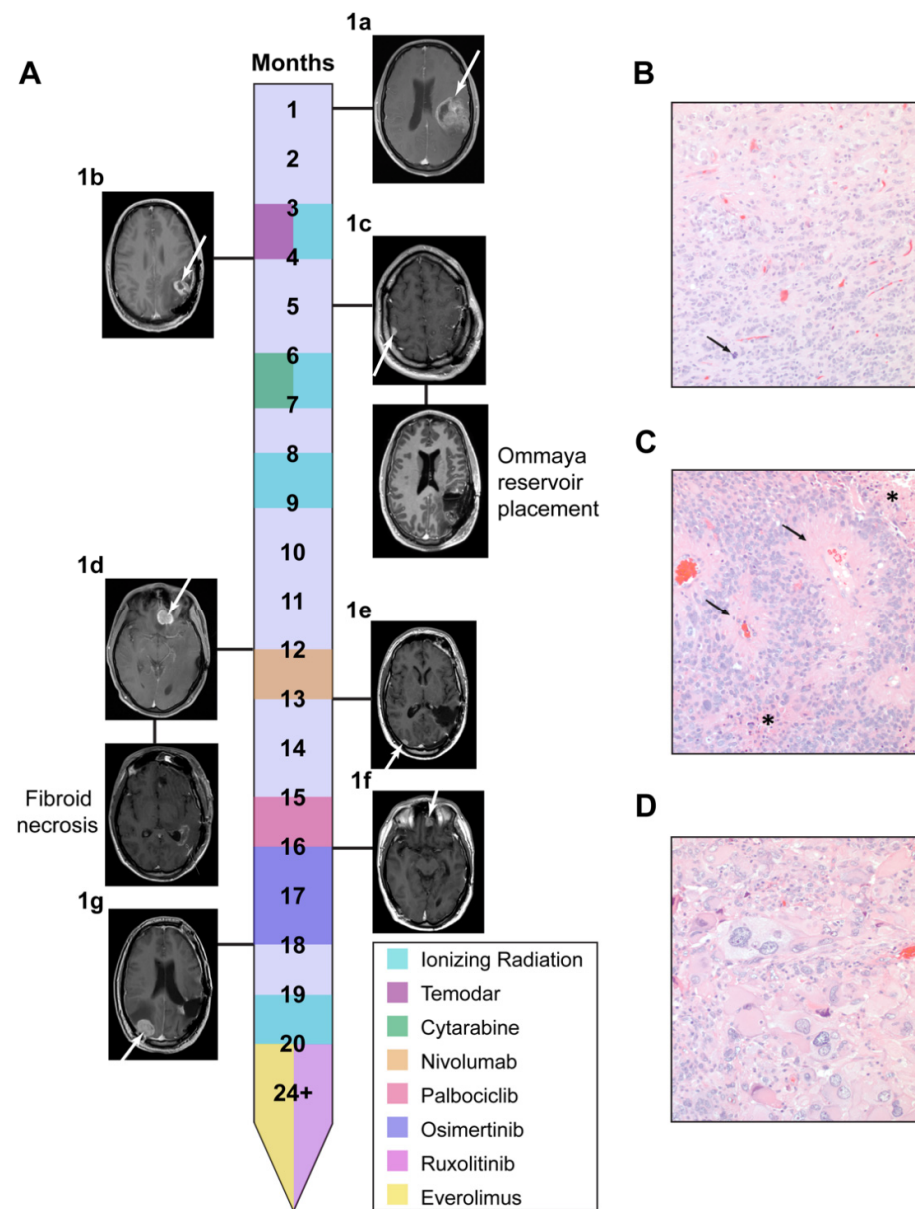 A
Months
1a
1
2
1b
3
4
1c
5
6
7
8
9
Ommaya
reservoir
placement
10
11
1d
12
1e
13
14
Fibroid
necrosis
15
1f
16
1g
17
18
19
20
24+
Ionizing Radiation
Temodar
Cytarabine
Nivolumab
Palbociclib
Osimertinib
Ruxolitinib
Everolimus
B
C
*
*
D